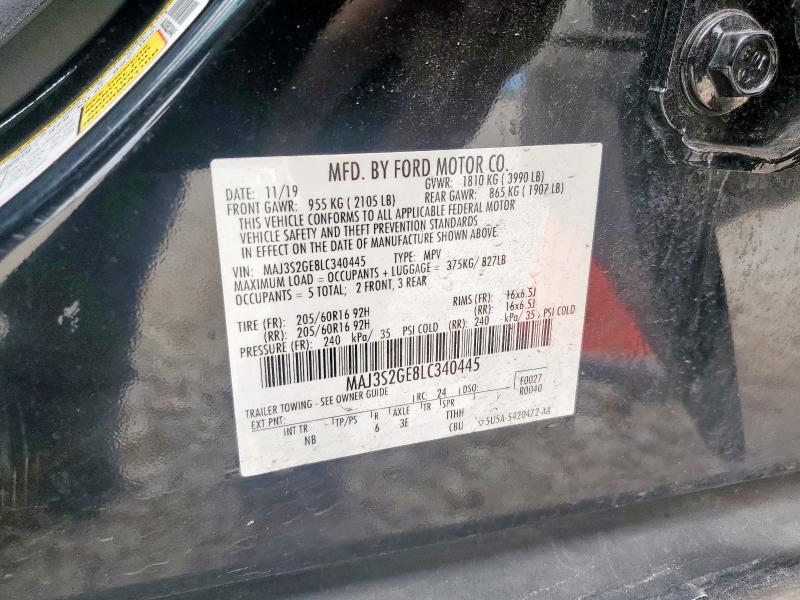 MFD. BY FORD MOTOR CO.
DATE: 11/19 GVWR: 1810 KG ( 3990 LB)
FRONT GAWR: 955 KG ( 2105 LB) REAR GAWR: 865 KG ( 1907 LB)
THIS VEHICLE CONFORMS TO ALL APPLICABLE FEDERAL MOTOR
VEHICLE SAFETY AND THEFT PREVENTION STANDARDS
IN EFFECT ON THE DATE OF MANUFACTURE SHOWN ABOVE.
VIN: MAJ3S2GE8LC340445 TYPE: MPV
MAXIMUM LOAD = OCCUPANTS + LUGGAGE = 375KG/ 827LB
OCCUPANTS = 5 TOTAL; 2 FRONT, 3 REAR
TIRE (FR): 205/60R16 92H RIMS (FR): 16x6.5J
(RR): 205/60R16 92H (RR): 16x6.5J
PRESSURE (FR): 240 kPa/ 35 PSI COLD (RR): 240 kPa/ 35 PSI COLD
MAJ3S2GE8LC340445
TRAILER TOWING - SEE OWNER GUIDE RC: 24 DSO: F0027
EXT PNT: R0040
INT TR TP/PS R AXLE TR SPR
NB 6 3E TTHH
CBU 5U5A-5420472-AA